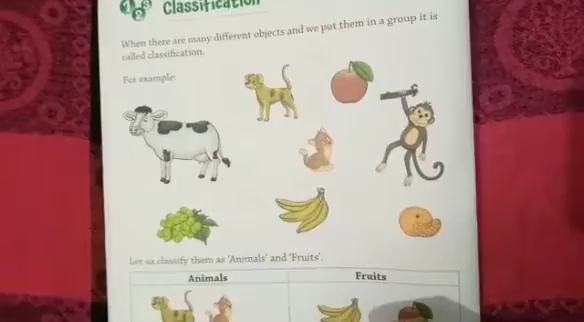 Classification
When there are many different objects and we put them in a group it is
called classification.
For example:
Let us classify them as 'Animals' and 'Fruits'.
Animals Fruits